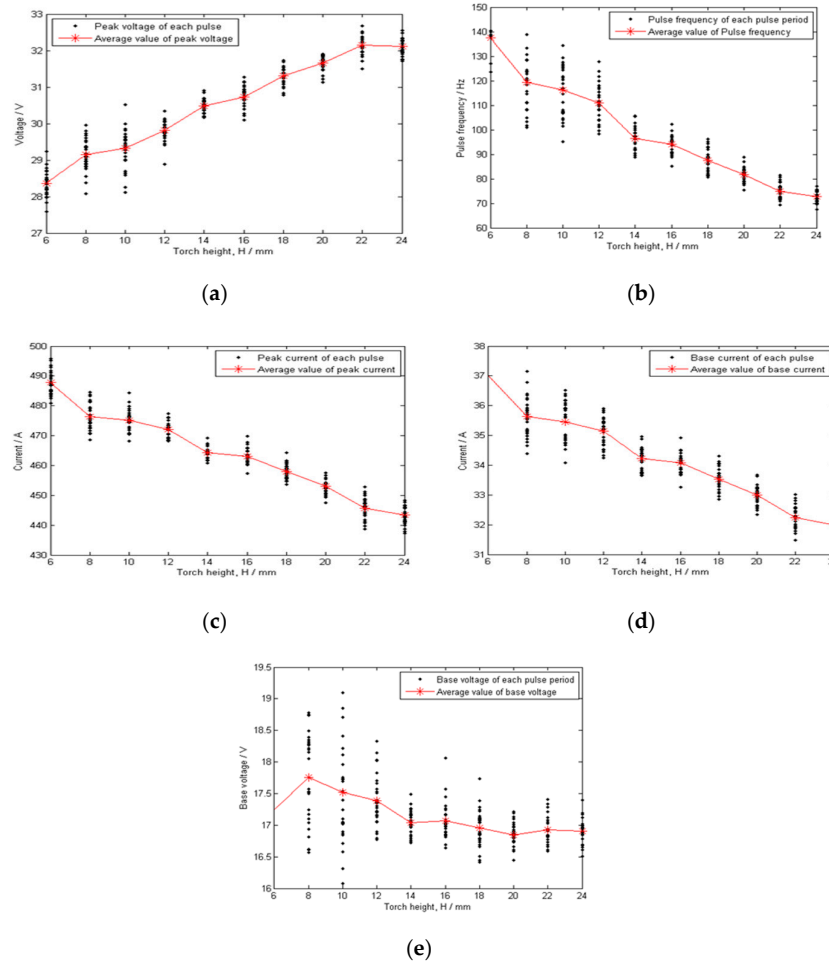 Peak voltage of each pulse
Average value of peak voltage
33
32
31
30
29
28
27
Voltage / V
6 8 10 12 14 16 18 20 22 24
Torch height, H / mm
(a)
Pulse frequency of each pulse period
Average value of Pulse frequency
150
140
130
120
110
100
90
80
70
60
Pulse frequency / Hz
6 8 10 12 14 16 18 20 22 24
Torch height, H / mm
(b)
Peak current of each pulse
Average value of peak current
500
490
480
470
460
450
440
430
Current / A
6 8 10 12 14 16 18 20 22 24
Torch height, H / mm
(c)
Base current of each pulse
Average value of base current
38
37
36
35
34
33
32
31
Current / A
6 8 10 12 14 16 18 20 22
Torch height, H / mm
(d)
Base voltage of each pulse period
Average value of base voltage
19.5
19
18.5
18
17.5
17
16.5
16
Base voltage / V
6 8 10 12 14 16 18 20 22 24
Torch height, H / mm
(e)